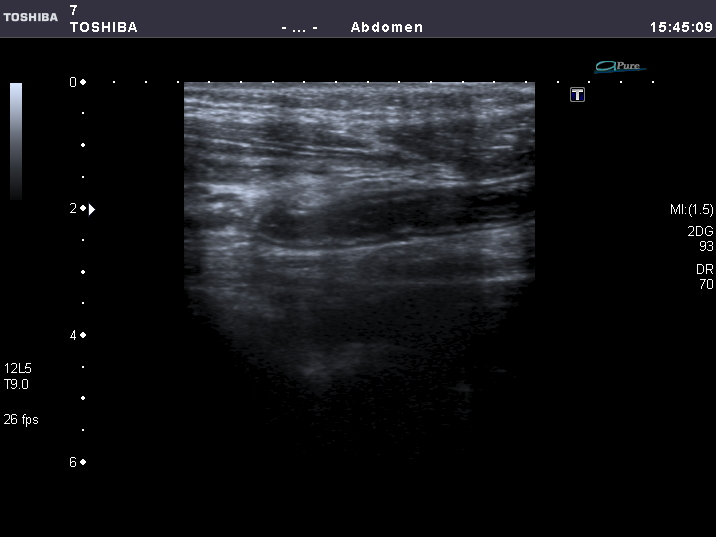 TOSHIBA
7
TOSHIBA - ... - Abdomen 15:45:09
aPure
0
T
2
MI:(1.5)
2DG
93
DR
70
4
12L5
T9.0
26 fps
6